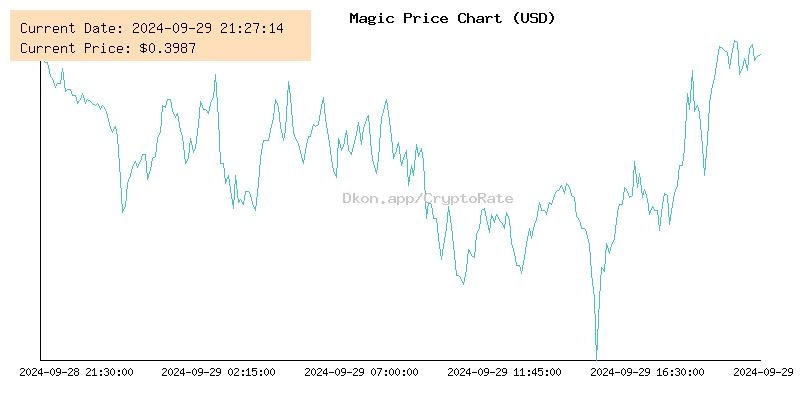 Magic Price Chart (USD)
Current Date: 2024-09-29 21:27:14
Current Price: $0.3987
Dkon.app/CryptoRate
2024-09-28 21:30:00 2024-09-29 02:15:00 2024-09-29 07:00:00 2024-09-29 11:45:00 2024-09-29 16:30:00 2024-09-29